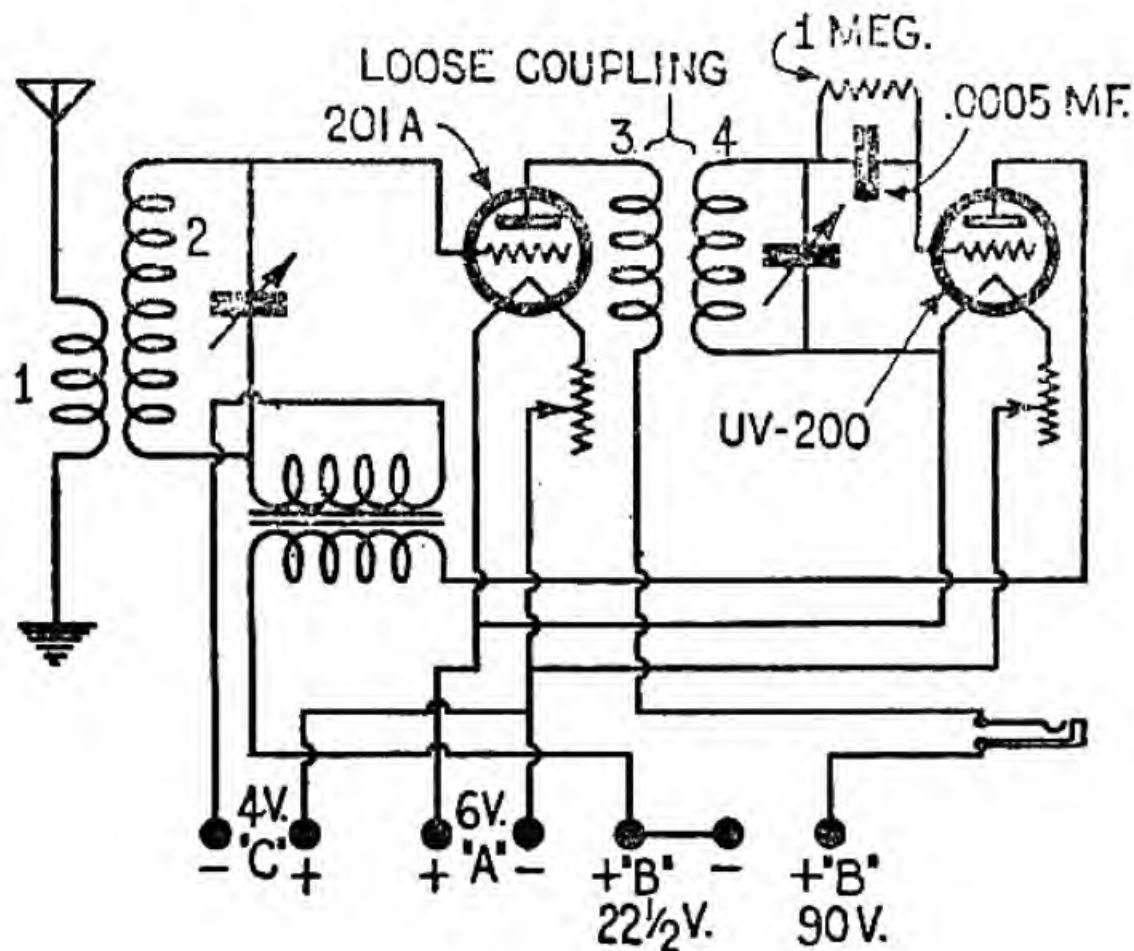 1 MEG.
LOOSE COUPLING
.0005 MF.
201A
3.
4
2
1
UV-200
4V.
"C"
-
+
6V.
"A"
+
-
+"B"
22½V.
-
+"B"
90V.